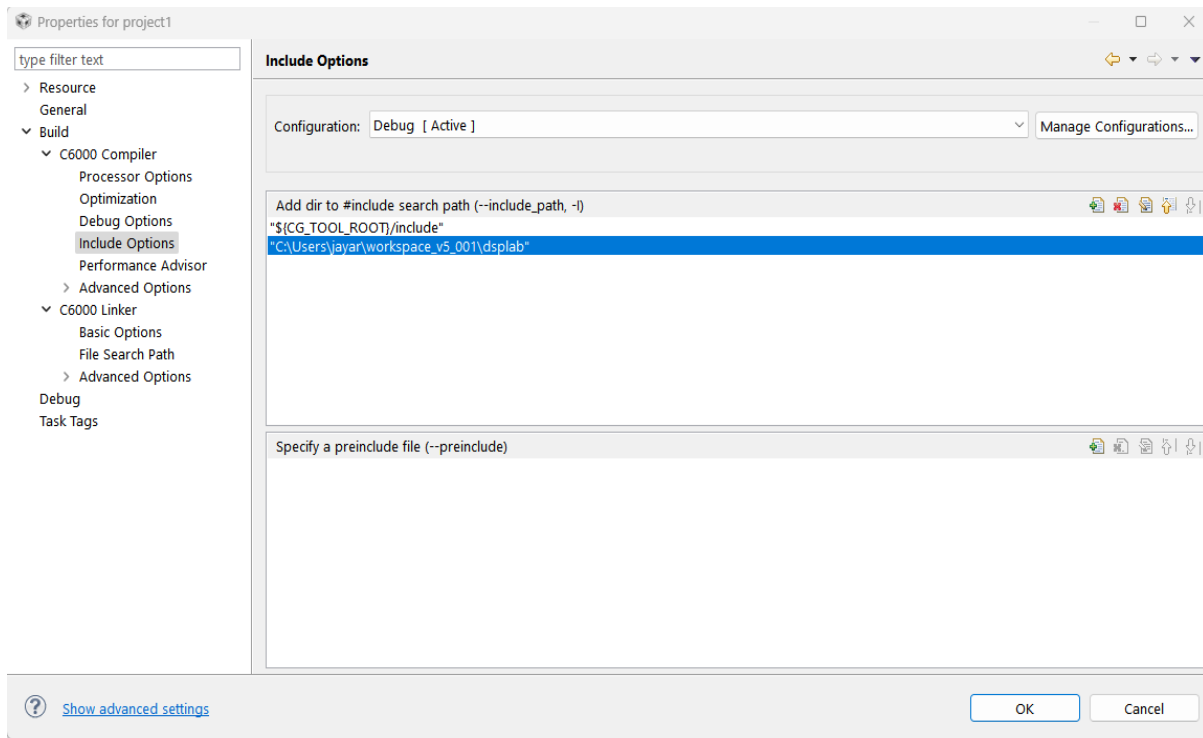 Properties for project1
type filter text
Resource
General
Build
C6000 Compiler
Processor Options
Optimization
Debug Options
Include Options
Performance Advisor
Advanced Options
C6000 Linker
Basic Options
File Search Path
Advanced Options
Debug
Task Tags
Include Options
Configuration: Debug [ Active ] Manage Configurations...
Add dir to #include search path (--include_path, -I)
"${CG_TOOL_ROOT}/include"
"C:\Users\jayar\workspace_v5_001\dsplab"
Specify a preinclude file (--preinclude)
Show advanced settings
OK Cancel